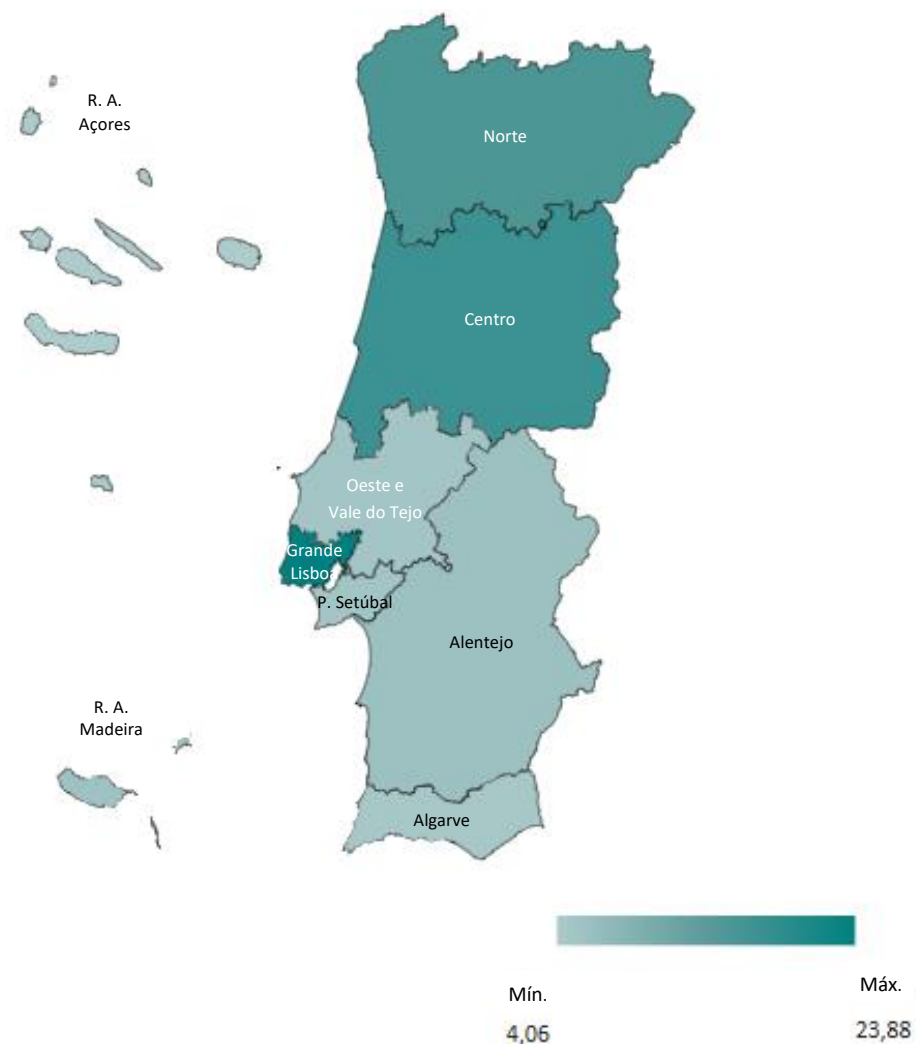 R. A.
Açores
Norte
Centro
Oeste e
Vale do Tejo
Grande
Lisboa
P. Setúbal
Alentejo
R. A.
Madeira
Algarve
Mín.
Máx.
4,06
23,88